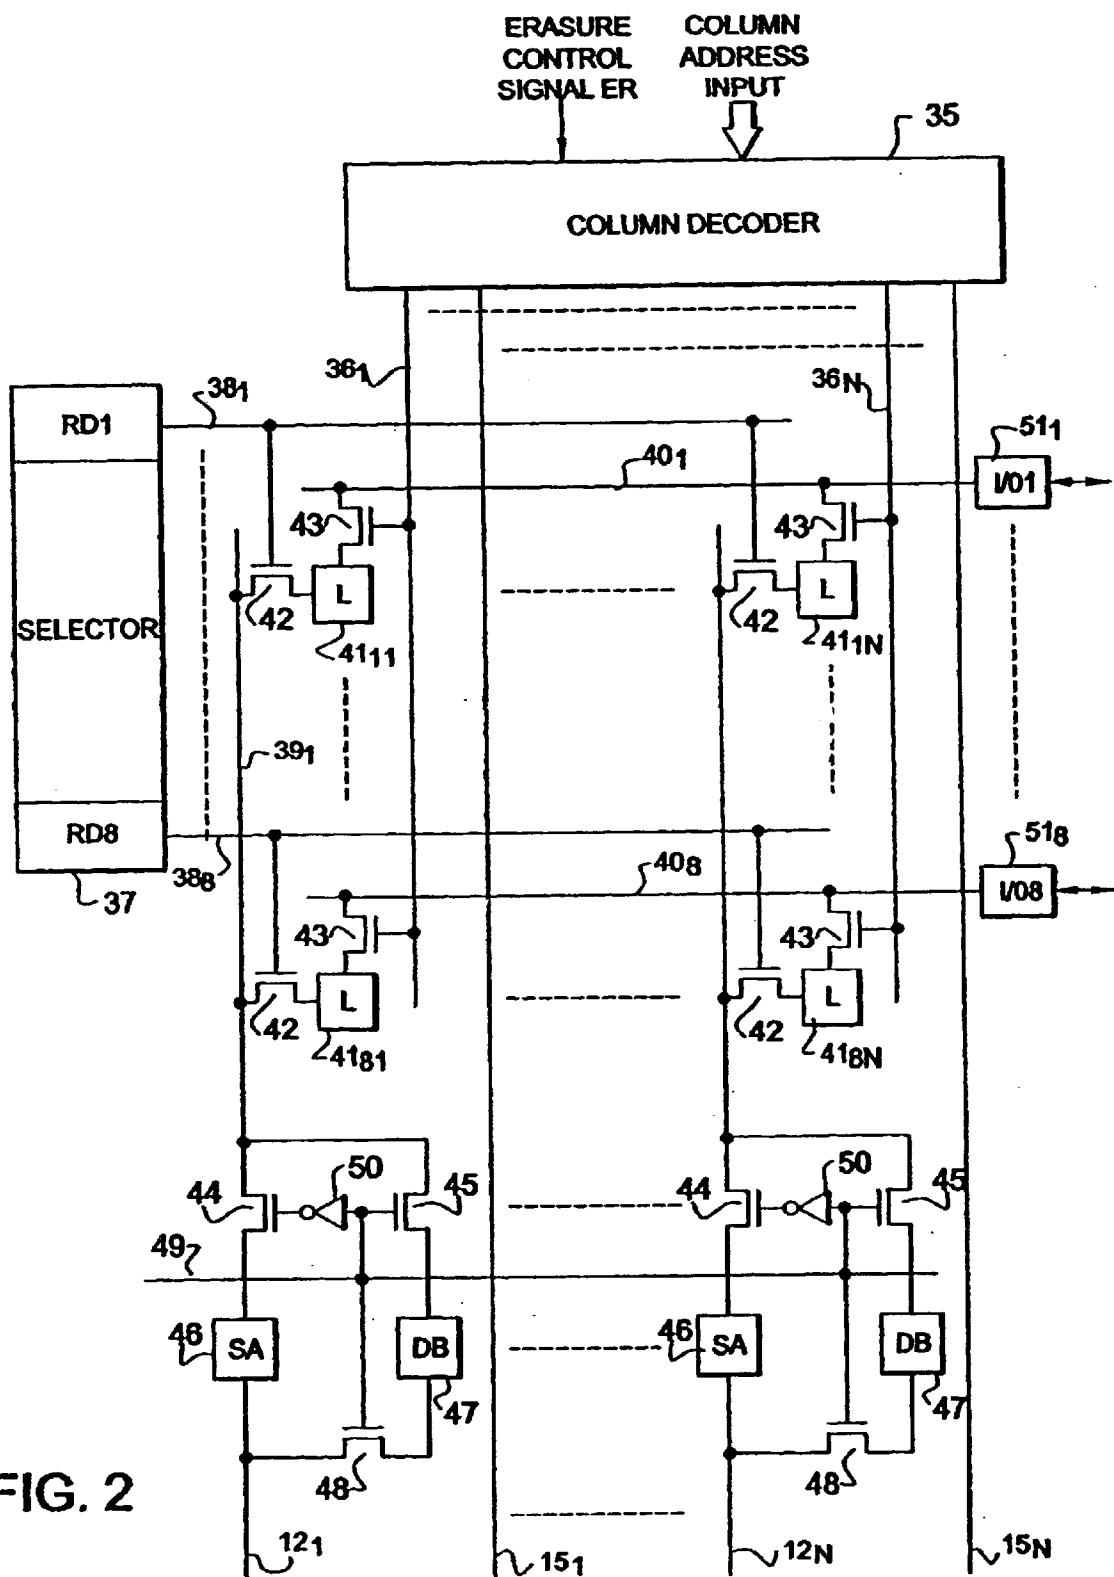 ERASURE
CONTROL
SIGNAL ER
COLUMN
ADDRESS
INPUT
35
COLUMN DECODER
36₁
36N
RD1
38₁
40₁
51₁
I/01
43
43
42
L
42
L
SELECTOR
41₁₁
41₁N
39₁
RD8
38₈
37
40₈
51₈
I/08
43
43
42
L
42
L
41₈₁
41₈N
44
50
45
44
50
45
49
46
SA
DB
47
46
SA
DB
47
48
48
FIG. 2
12₁
15₁
12N
15N